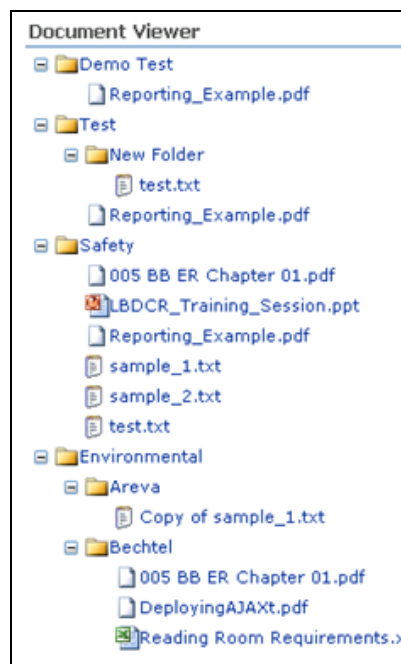 Document Viewer
Demo Test
Reporting_Example.pdf
Test
New Folder
test.txt
Reporting_Example.pdf
Safety
005 BB ER Chapter 01.pdf
LBDCR_Training_Session.ppt
Reporting_Example.pdf
sample_1.txt
sample_2.txt
test.txt
Environmental
Areva
Copy of sample_1.txt
Bechtel
005 BB ER Chapter 01.pdf
DeployingAJAXt.pdf
Reading Room Requirements.x